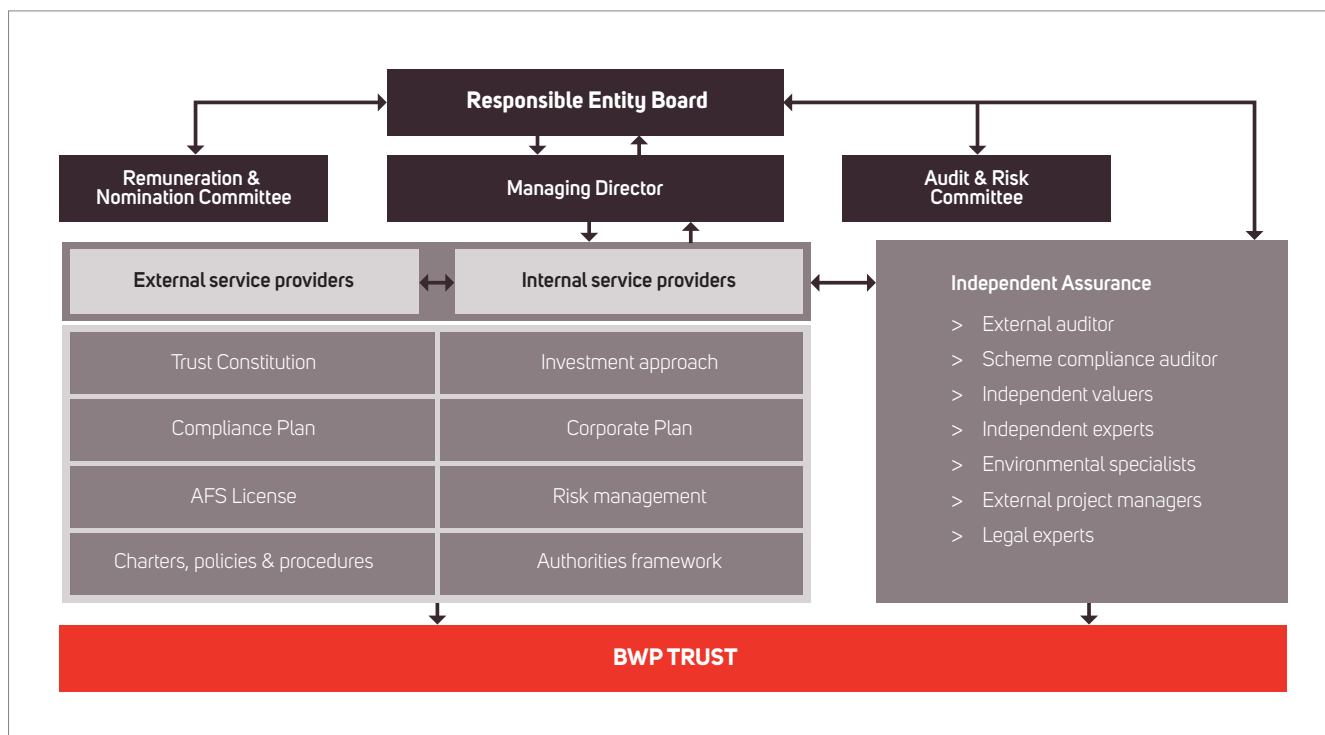 Responsible Entity Board
Remuneration &
Nomination Committee
Managing Director
Audit & Risk
Committee
External service providers
Internal service providers
Trust Constitution
Investment approach
Compliance Plan
Corporate Plan
AFS License
Risk management
Charters, policies & procedures
Authorities framework
Independent Assurance
> External auditor
> Scheme compliance auditor
> Independent valuers
> Independent experts
> Environmental specialists
> External project managers
> Legal experts
BWP TRUST